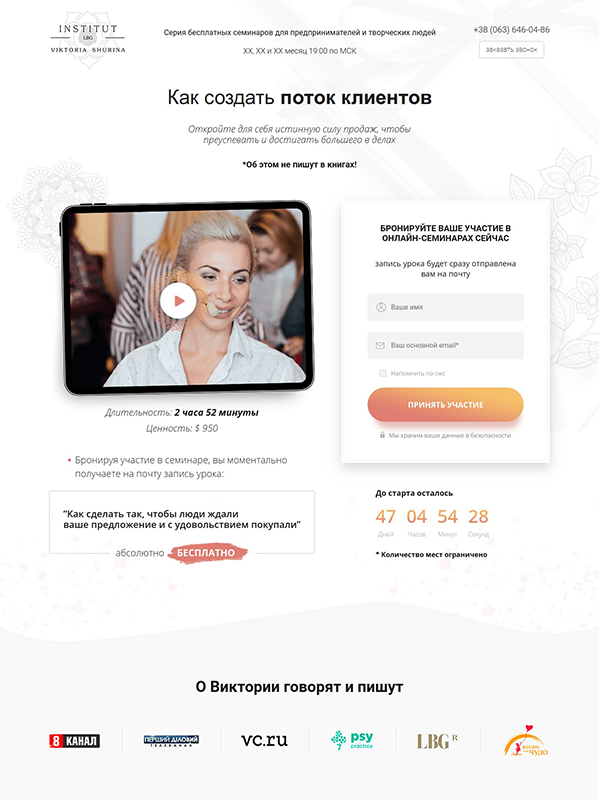 INSTITUT
LBG
VIKTORIA SHURINA
Серия бесплатных семинаров для предпринимателей и творческих людей
XX, XX и XX месяц 19:00 по МСК
+38 (063) 646-04-86
заказать звонок
Как создать поток клиентов
Откройте для себя истинную силу продаж, чтобы
преуспевать и достигать большего в делах
*Об этом не пишут в книгах!
Длительность: 2 часа 52 минуты
Ценность: $ 950
• Бронируя участие в семинаре, вы моментально
получаете на почту запись урока:
“Как сделать так, чтобы люди ждали
ваше предложение и с удовольствием покупали”
абсолютно БЕСПЛАТНО
БРОНИРУЙТЕ ВАШЕ УЧАСТИЕ В
ОНЛАЙН-СЕМИНАРАХ СЕЙЧАС
запись урока будет сразу отправлена
вам на почту
Ваше имя
Ваш основной email*
Напомнить по смс
ПРИНЯТЬ УЧАСТИЕ
Мы храним ваши данные в безопасности
До старта осталось
47 04 54 28
Дней Часов Минут Секунд
* Количество мест ограничено
О Виктории говорят и пишут
8 КАНАЛ
ПЕРШИЙ ДІЛОВИЙ
ТЕЛЕКАНАЛ
vc.ru
psy
practice
LBG R
ЖИЗНЬ
ЧУДО